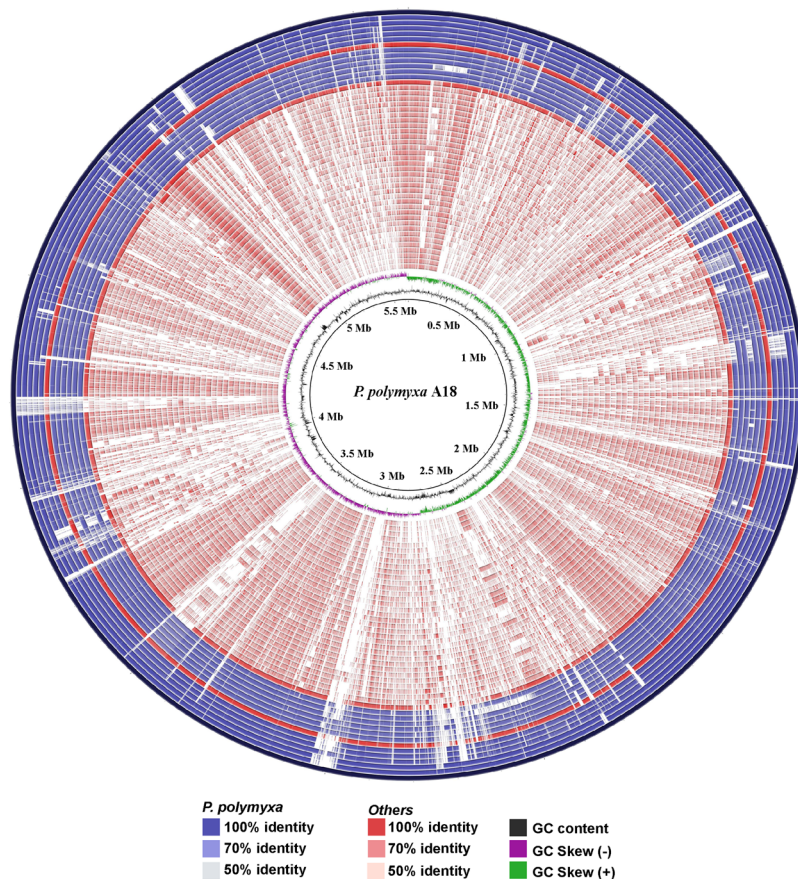 5.5 Mb
0.5 Mb
1 Mb
1.5 Mb
2 Mb
2.5 Mb
3 Mb
3.5 Mb
4 Mb
4.5 Mb
5 Mb
P. polymyxa A18
P. polymyxa
100% identity
70% identity
50% identity
Others
100% identity
70% identity
50% identity
GC content
GC Skew (-)
GC Skew (+)